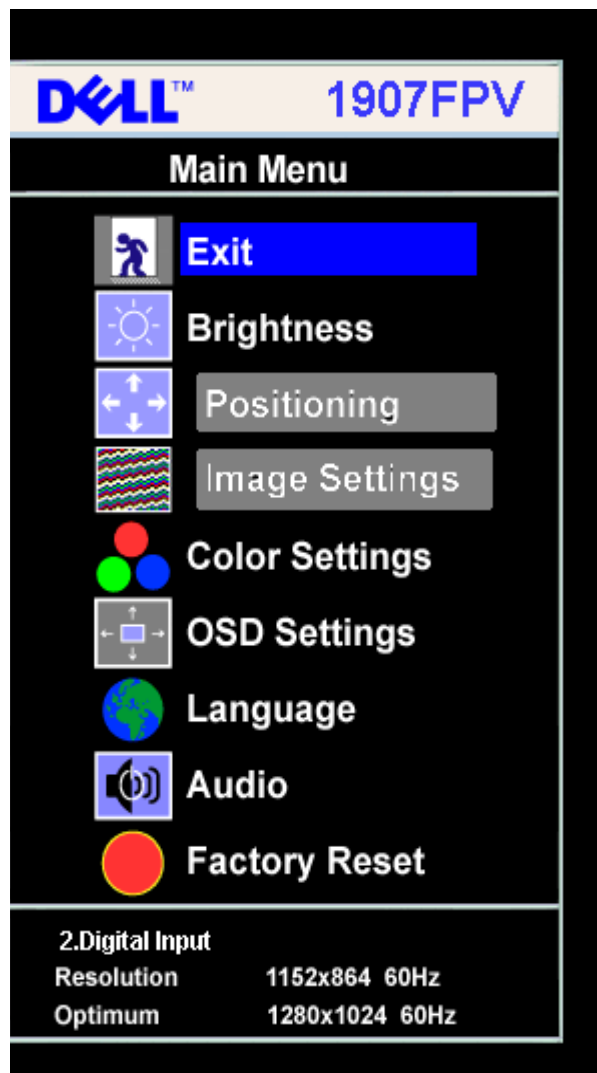 DELL™ 1907FPV
Main Menu
Exit
Brightness
Positioning
Image Settings
Color Settings
OSD Settings
Language
Audio
Factory Reset
2.Digital Input
Resolution 1152x864 60Hz
Optimum 1280x1024 60Hz